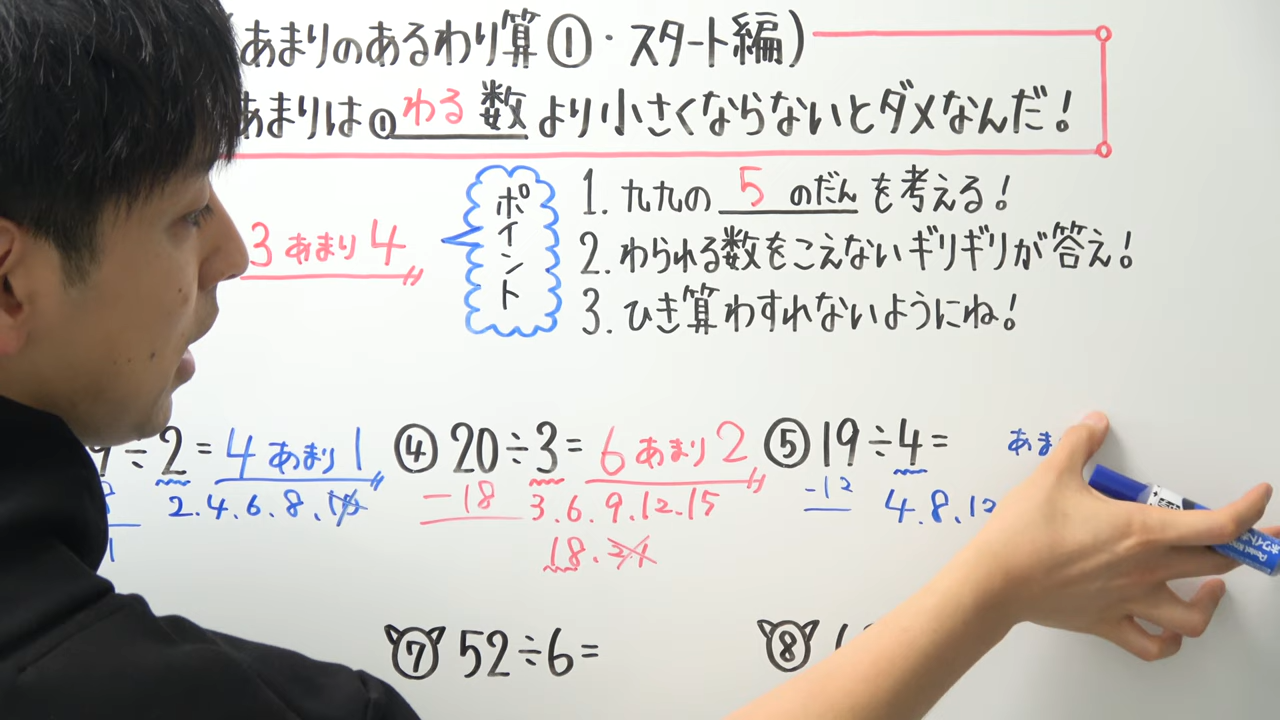 (あまりのあるわり算①・スタート編)
あまりは①わる数より小さくならないとダメなんだ!
3あまり4
ポイント
1. 九九の 5 のだん を考える!
2. わられる数をこえないギリギリが答え!
3. ひき算わすれないようにね!
9÷2=4あまり1
8 2.4.6.8.10
1
④20÷3=6あまり2
-18 3.6.9.12.15
18.21
⑤19÷4= あま
-12 4.8.12
⑦52÷6=
⑧